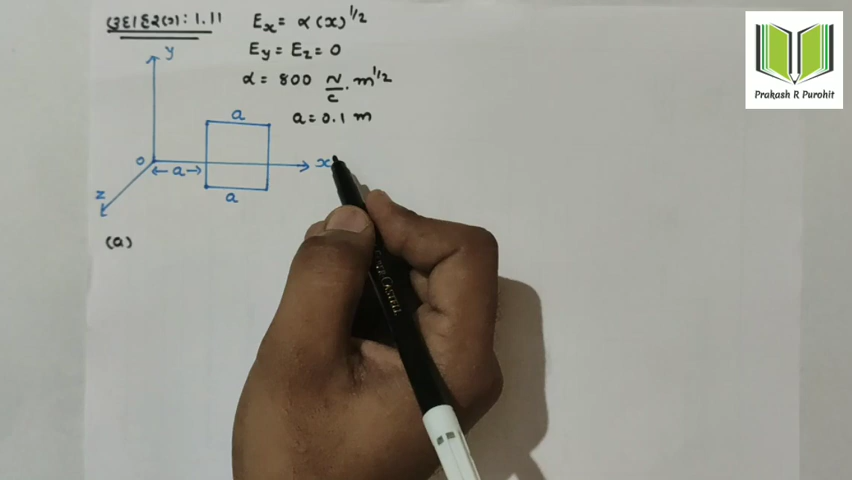 ઉદાહરણ : 1.11
Ex = α(x)^1/2
Ey = Ez = 0
α = 800 N/C . m^1/2
a = 0.1 m
y
a
o
a
x
z
a
(a)
Prakash R Purohit